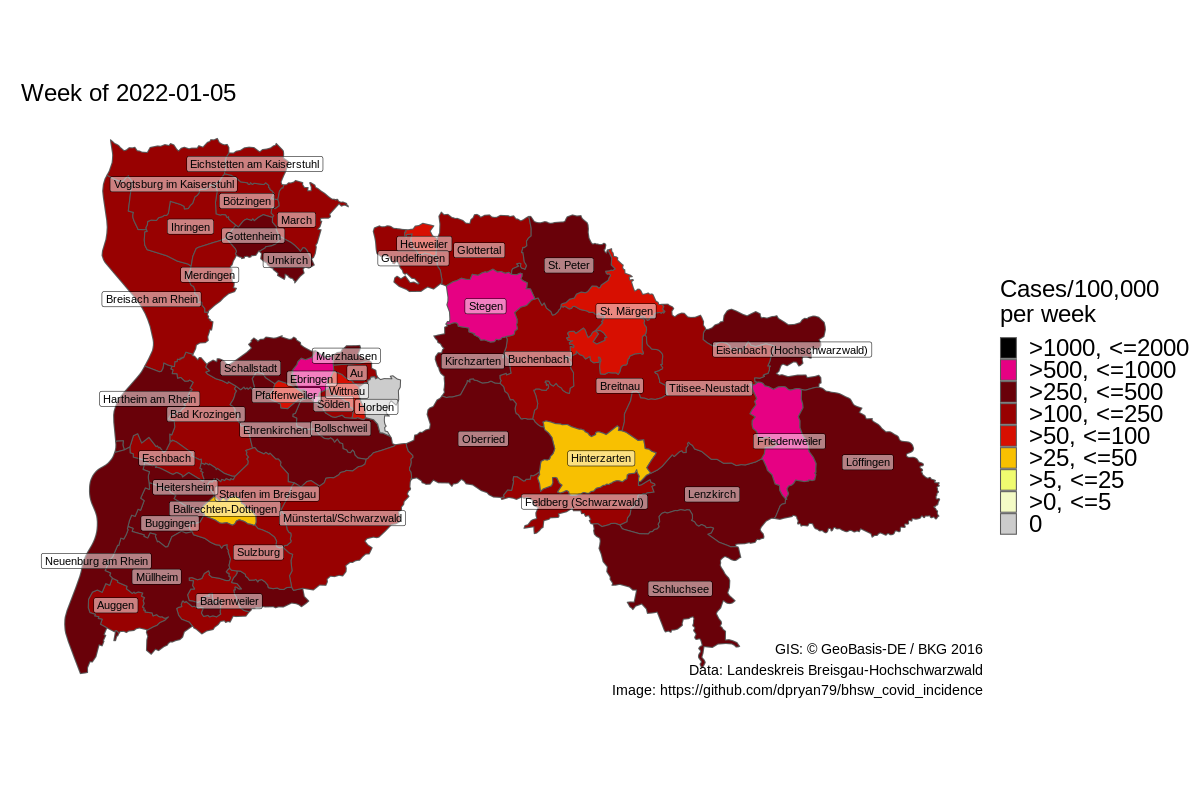 Week of 2022-01-05
Eichstetten am Kaiserstuhl
Vogtsburg im Kaiserstuhl
Bötzingen
March
Ihringen
Gottenheim
Umkirch
Merdingen
Breisach am Rhein
Heuweiler
Glottertal
Gundelfingen
St. Peter
Stegen
St. Märgen
Eisenbach (Hochschwarzwald)
Merzhausen
Schallstadt
Kirchzarten
Buchenbach
Au
Ebringen
Breitnau
Titisee-Neustadt
Pfaffenweiler
Wittnau
Hartheim am Rhein
Sölden
Horben
Bad Krozingen
Ehrenkirchen
Bollschweil
Oberried
Friedenweiler
Eschbach
Hinterzarten
Löffingen
Heitersheim
Staufen im Breisgau
Lenzkirch
Feldberg (Schwarzwald)
Ballrechten-Dottingen
Münstertal/Schwarzwald
Buggingen
Sulzburg
Neuenburg am Rhein
Müllheim
Schluchsee
Auggen
Badenweiler
Cases/100,000
per week
>1000, <=2000
>500, <=1000
>250, <=500
>100, <=250
>50, <=100
>25, <=50
>5, <=25
>0, <=5
0
GIS: © GeoBasis-DE / BKG 2016
Data: Landeskreis Breisgau-Hochschwarzwald
Image: https://github.com/dpryan79/bhsw_covid_incidence